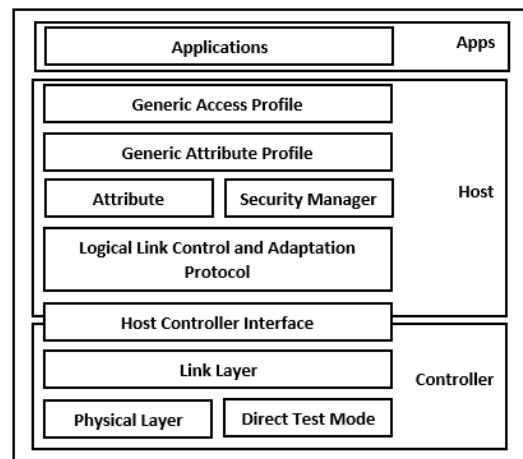 Applications
Apps
Generic Access Profile
Generic Attribute Profile
Attribute
Security Manager
Host
Logical Link Control and Adaptation
Protocol
Host Controller Interface
Link Layer
Controller
Physical Layer
Direct Test Mode